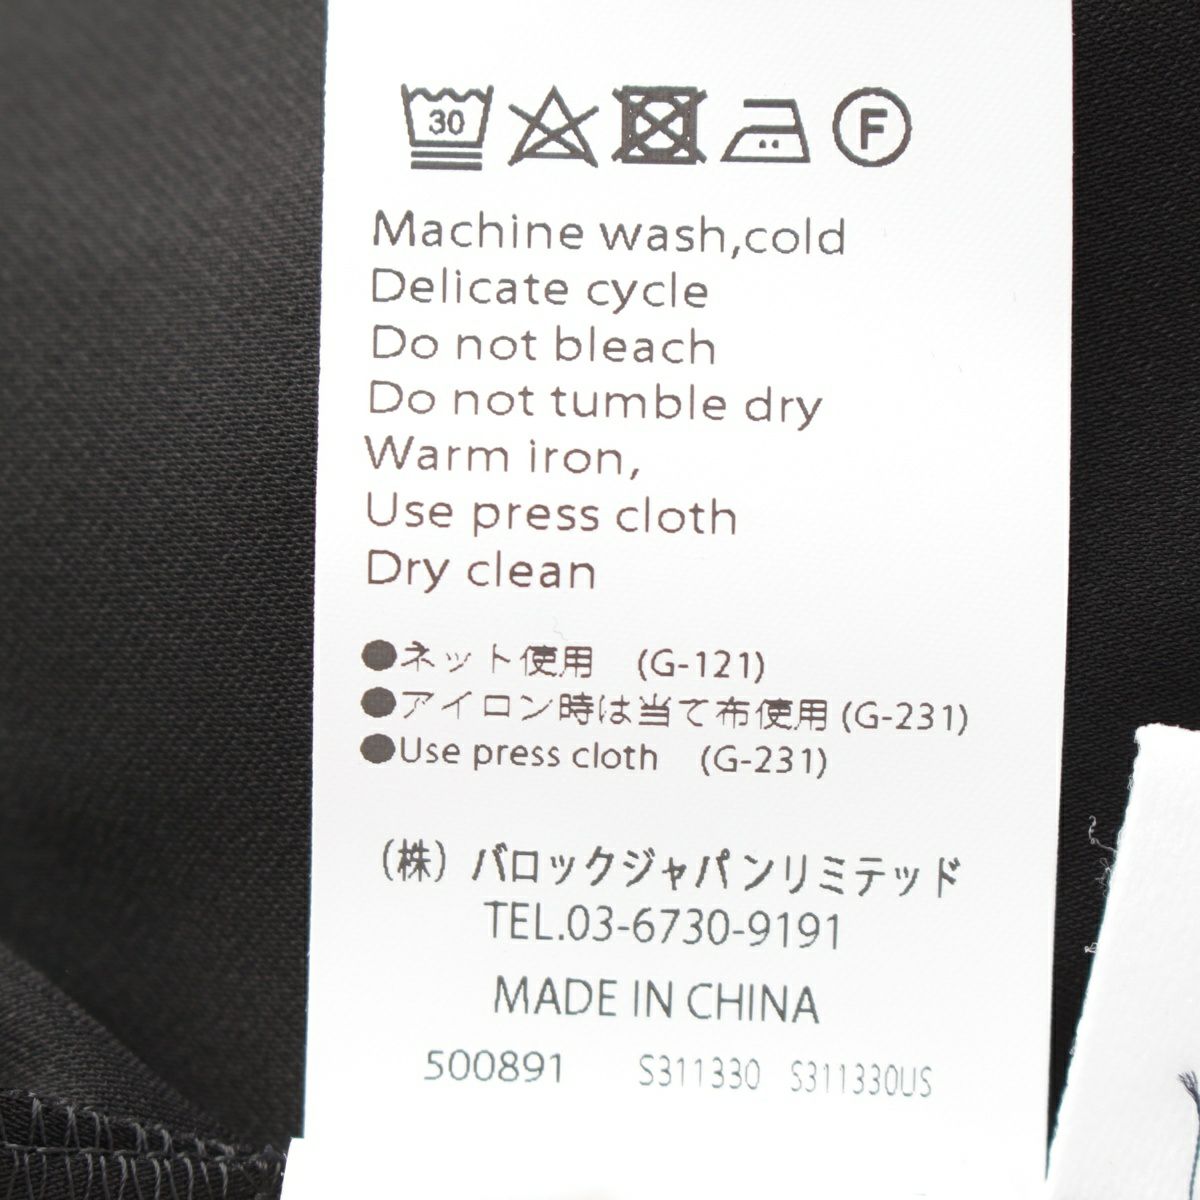 30 F
Machine wash,cold
Delicate cycle
Do not bleach
Do not tumble dry
Warm iron,
Use press cloth
Dry clean
●ネット使用 (G-121)
●アイロン時は当て布使用 (G-231)
●Use press cloth (G-231)
(株) バロックジャパンリミテッド
TEL.03-6730-9191
MADE IN CHINA
500891 S311330 S311330US